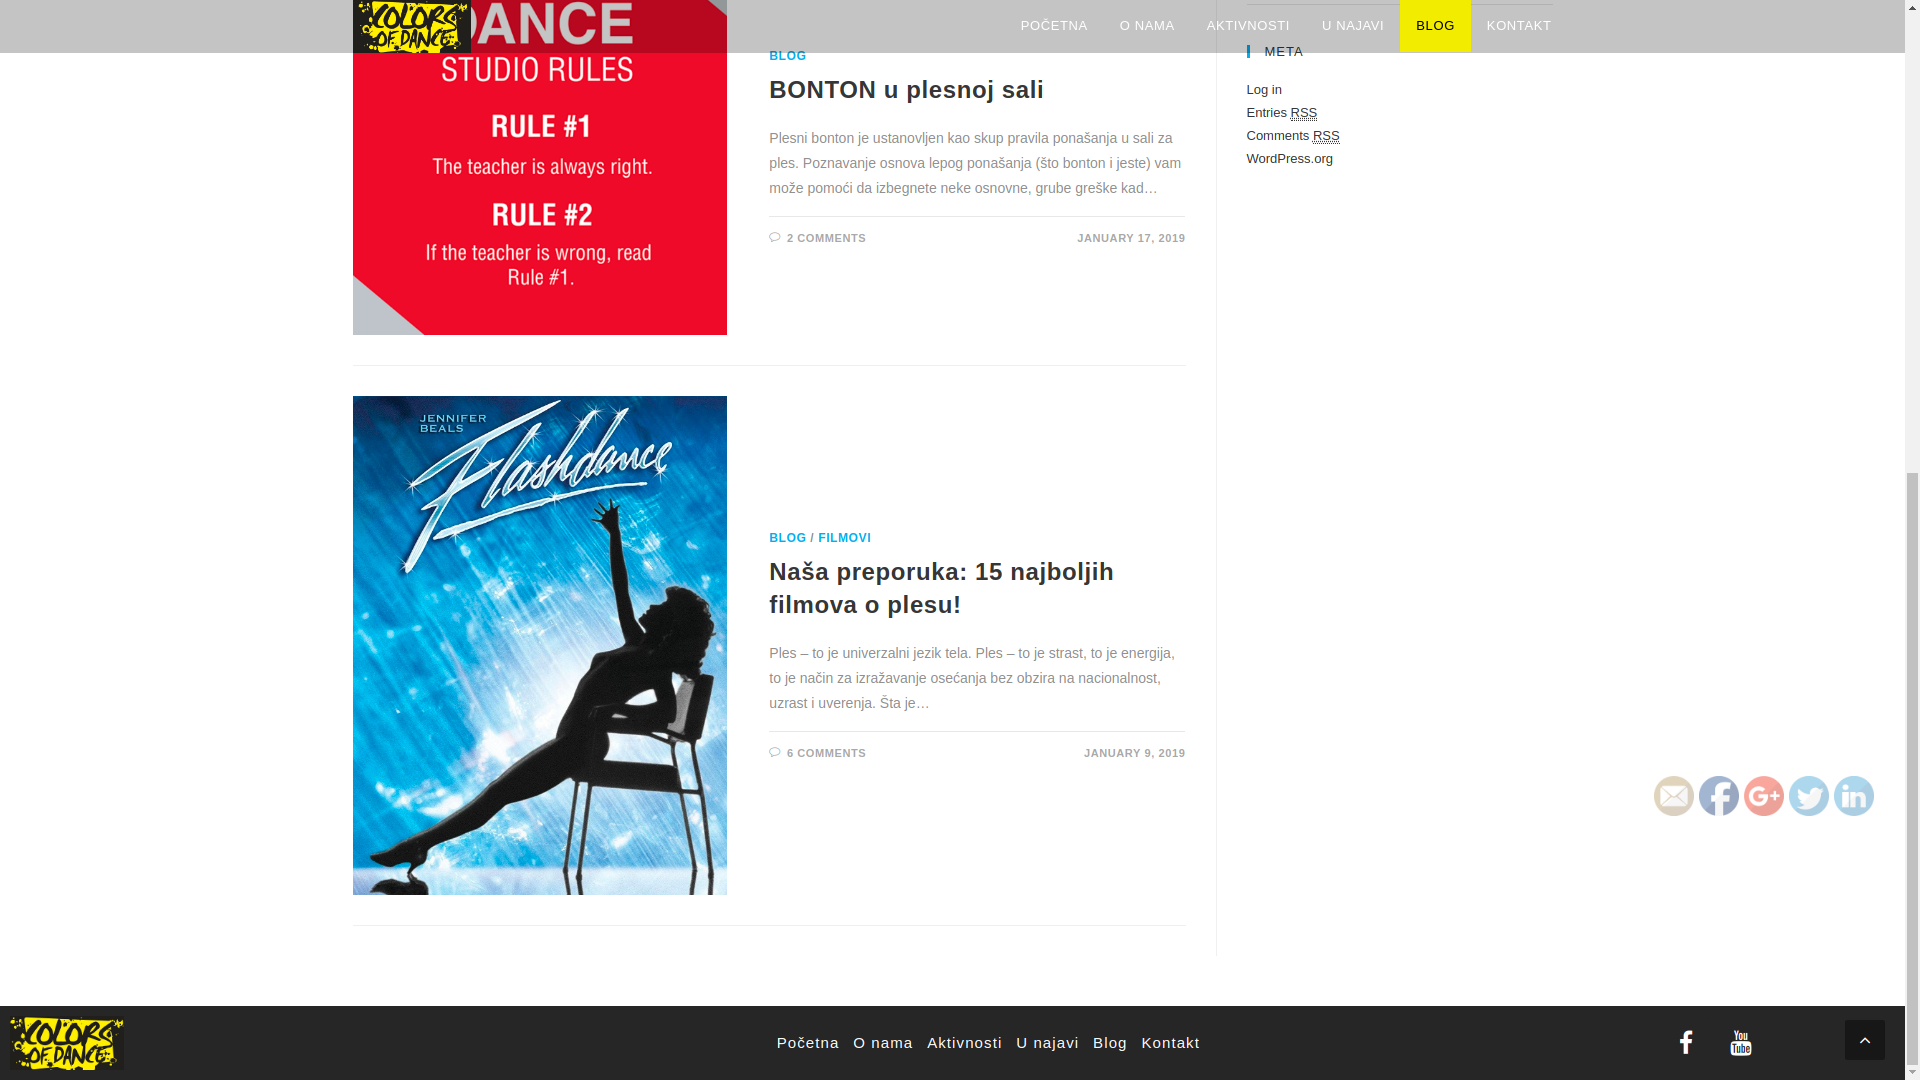 COLORS
OF DANCE
POČETNA O NAMA AKTIVNOSTI U NAJAVI BLOG KONTAKT
DANCE
STUDIO RULES
RULE #1
The teacher is always right.
RULE #2
If the teacher is wrong, read
Rule #1.
BLOG
BONTON u plesnoj sali
Plesni bonton je ustanovljen kao skup pravila ponašanja u sali za
ples. Poznavanje osnova lepog ponašanja (što bonton i jeste) vam
može pomoći da izbegnete neke osnovne, grube greške kad…
2 COMMENTS JANUARY 17, 2019
META
Log in
Entries RSS
Comments RSS
WordPress.org
JENNIFER
BEALS
Flashdance
BLOG / FILMOVI
Naša preporuka: 15 najboljih
filmova o plesu!
Ples – to je univerzalni jezik tela. Ples – to je strast, to je energija,
to je način za izražavanje osećanja bez obzira na nacionalnost,
uzrast i uverenja. Šta je…
6 COMMENTS JANUARY 9, 2019
COLORS
OF DANCE
Početna O nama Aktivnosti U najavi Blog Kontakt
You
Tube